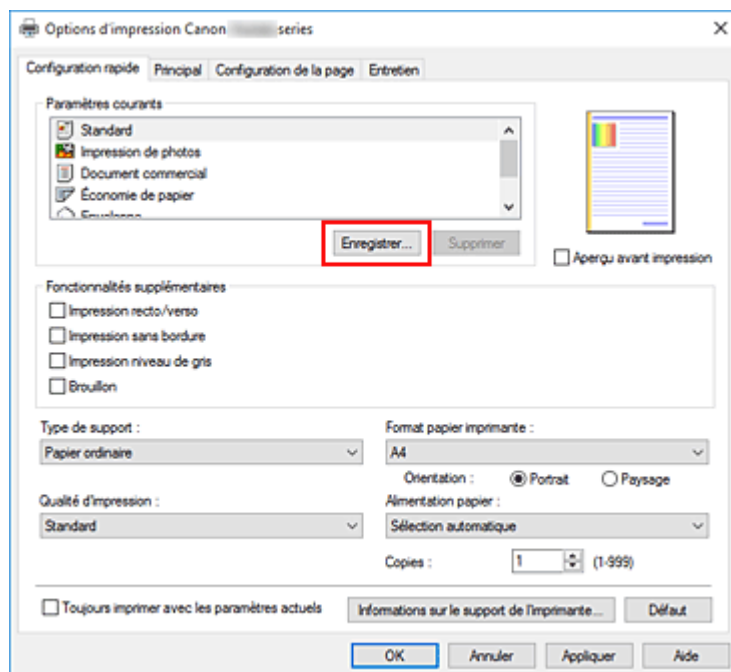 Options d'impression Canon series
Configuration rapide Principal Configuration de la page Entretien
Paramètres courants
Standard
Impression de photos
Document commercial
Économie de papier
Enregistrer... Supprimer
Aperçu avant impression
Fonctionnalités supplémentaires
Impression recto/verso
Impression sans bordure
Impression niveau de gris
Brouillon
Type de support :
Papier ordinaire
Format papier imprimante :
A4
Orientation : Portrait Paysage
Qualité d'impression :
Standard
Alimentation papier :
Sélection automatique
Copies : 1 (1-999)
Toujours imprimer avec les paramètres actuels
Informations sur le support de l'imprimante... Défaut
OK Annuler Appliquer Aide